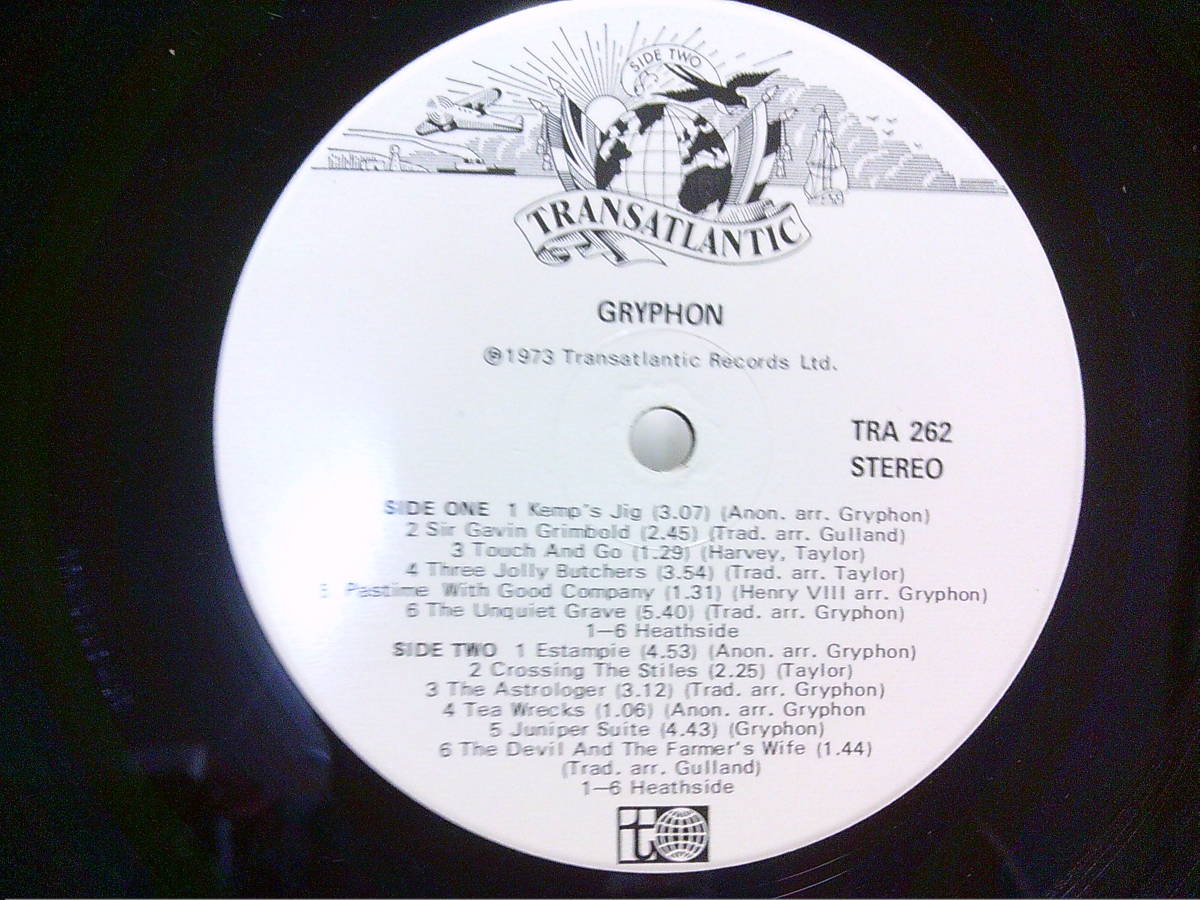 SIDE TWO
TRANSATLANTIC
GRYPHON
℗1973 Transatlantic Records Ltd.
TRA 262
STEREO
SIDE ONE 1 Kemp's Jig (3.07) (Anon. arr. Gryphon)
2 Sir Gavin Grimbold (2.45) (Trad. arr. Gulland)
3 Touch And Go (1.29) (Harvey, Taylor)
4 Three Jolly Butchers (3.54) (Trad. arr. Taylor)
5 Pastime With Good Company (1.31) (Henry VIII arr. Gryphon)
6 The Unquiet Grave (5.40) (Trad. arr. Gryphon)
1—6 Heathside
SIDE TWO 1 Estampie (4.53) (Anon. arr. Gryphon)
2 Crossing The Stiles (2.25) (Taylor)
3 The Astrologer (3.12) (Trad. arr. Gryphon)
4 Tea Wrecks (1.06) (Anon. arr. Gryphon
5 Juniper Suite (4.43) (Gryphon)
6 The Devil And The Farmer's Wife (1.44)
(Trad. arr. Gulland)
1—6 Heathside
t